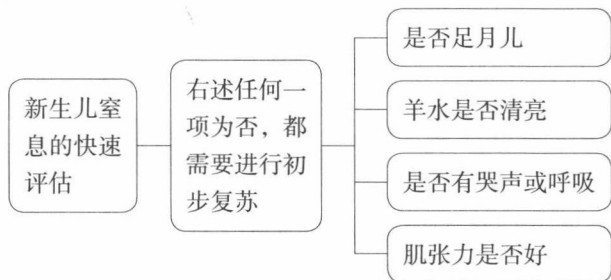 新生儿窒
息的快速
评估
右述任何一
项为否，都
需要进行初
步复苏
是否足月儿
羊水是否清亮
是否有哭声或呼吸
肌张力是否好